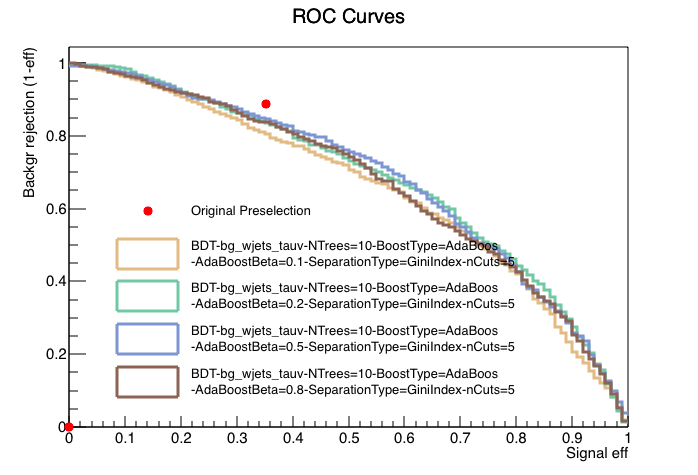 ROC Curves
Backgr rejection (1-eff)
1
0.8
0.6
0.4
0.2
0
Original Preselection
BDT-bg_wjets_tauv-NTrees=10-BoostType=AdaBoos
-AdaBoostBeta=0.1-SeparationType=GiniIndex-nCuts=5
BDT-bg_wjets_tauv-NTrees=10-BoostType=AdaBoos
-AdaBoostBeta=0.2-SeparationType=GiniIndex-nCuts=5
BDT-bg_wjets_tauv-NTrees=10-BoostType=AdaBoos
-AdaBoostBeta=0.5-SeparationType=GiniIndex-nCuts=5
BDT-bg_wjets_tauv-NTrees=10-BoostType=AdaBoos
-AdaBoostBeta=0.8-SeparationType=GiniIndex-nCuts=5
0 0.1 0.2 0.3 0.4 0.5 0.6 0.7 0.8 0.9 1
Signal eff